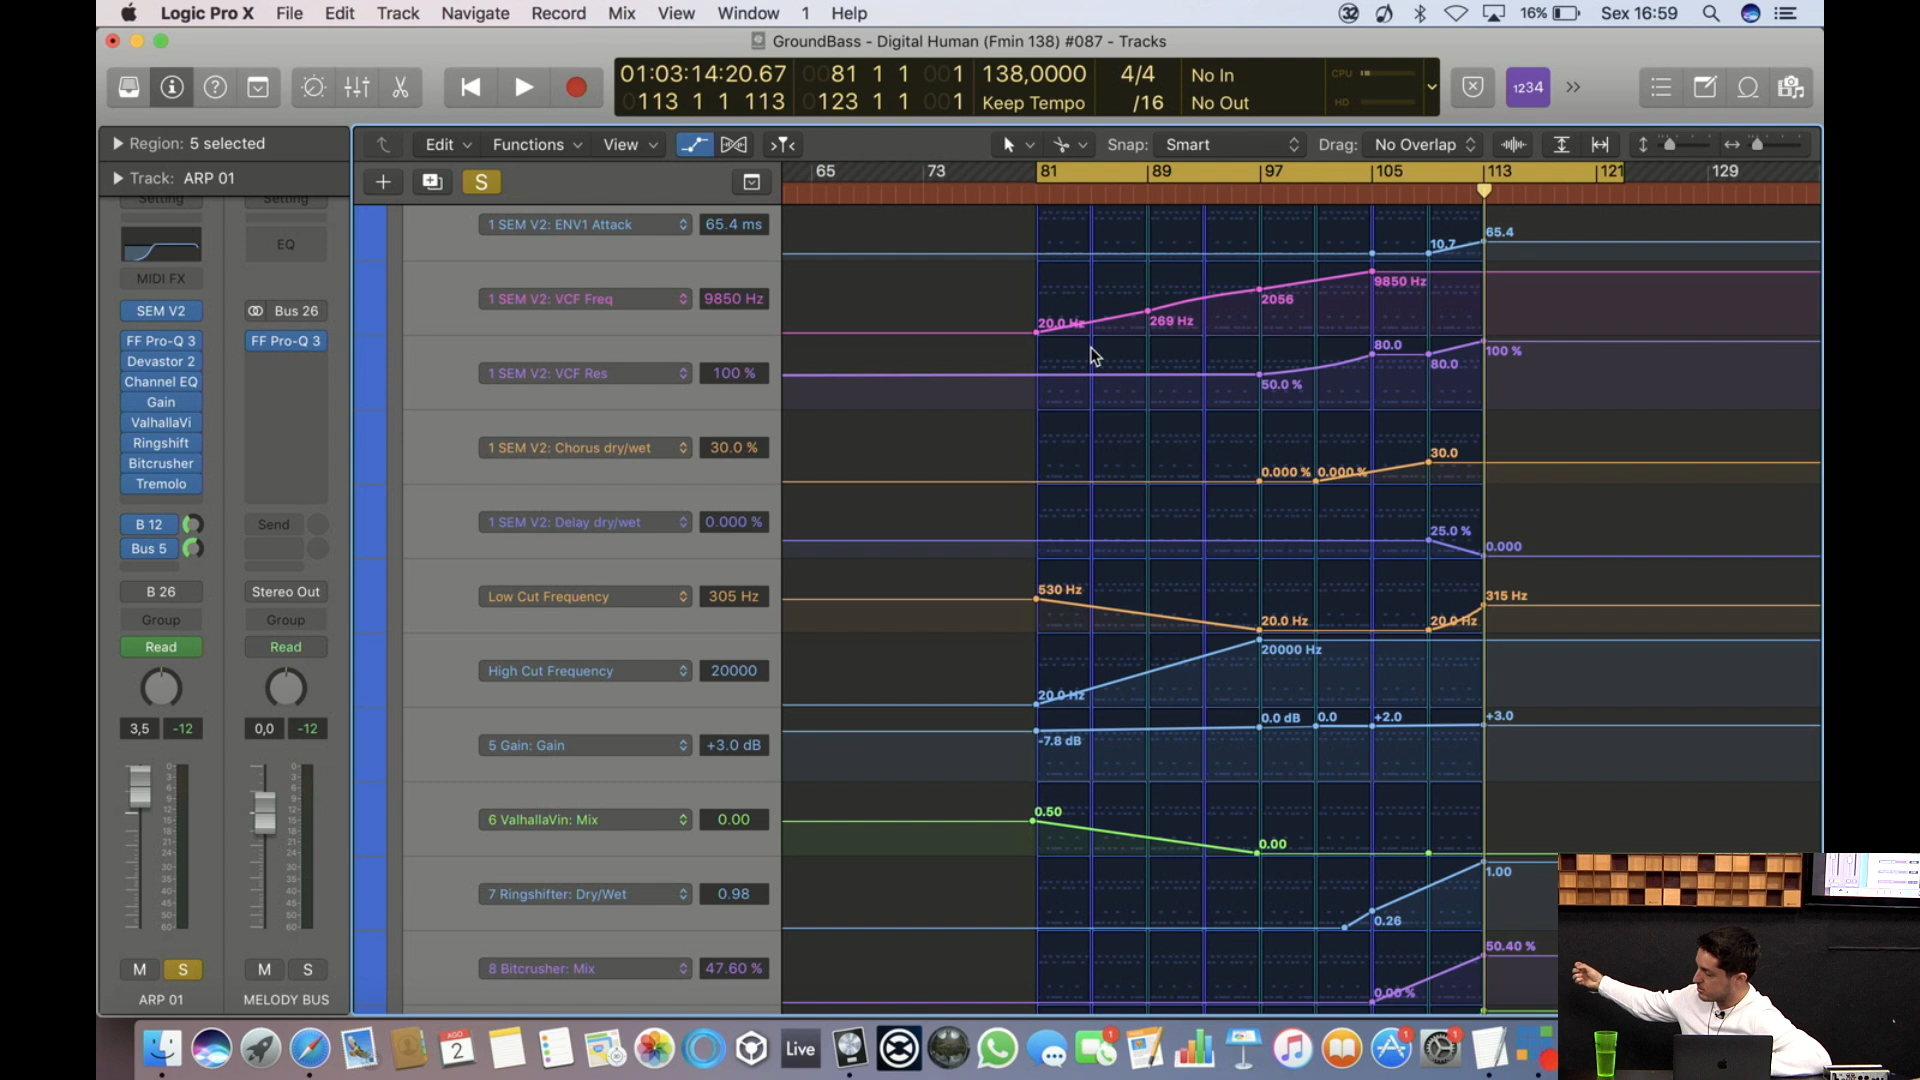 Logic Pro X File Edit Track Navigate Record Mix View Window 1 Help
32 16% Sex 16:59
GroundBass - Digital Human (Fmin 138) #087 - Tracks
01:03:14:20.67 0081 1 1 001 138,0000 4/4 No In CPU
0113 1 1 113 0123 1 1 001 Keep Tempo /16 No Out HD
1234
Region: 5 selected
Edit Functions View Snap: Smart Drag: No Overlap
Track: ARP 01
S
65 73 81 89 97 105 113 121 129
Setting Setting
EQ
MIDI FX
SEM V2 Bus 26
FF Pro-Q 3 FF Pro-Q 3
Devastor 2
Channel EQ
Gain
ValhallaVi
Ringshift
Bitcrusher
Tremolo
B 12 Send
Bus 5
B 26 Stereo Out
Group Group
Read Read
3,5 -12 0,0 -12
M S M S
ARP 01 MELODY BUS
1 SEM V2: ENV1 Attack 65.4 ms
10.7 65.4
1 SEM V2: VCF Freq 9850 Hz
20.0 Hz 269 Hz 2056 9850 Hz
1 SEM V2: VCF Res 100 %
50.0 % 80.0 80.0 100 %
1 SEM V2: Chorus dry/wet 30.0 %
0.000 % 0.000 % 30.0
1 SEM V2: Delay dry/wet 0.000 %
25.0 % 0.000
Low Cut Frequency 305 Hz
530 Hz 20.0 Hz 20.0 Hz 315 Hz
High Cut Frequency 20000
20.0 Hz 20000 Hz
5 Gain: Gain +3.0 dB
-7.8 dB 0.0 dB 0.0 +2.0 +3.0
6 ValhallaVin: Mix 0.00
0.50 0.00
7 Ringshifter: Dry/Wet 0.98
0.26 1.00
8 Bitcrusher: Mix 47.60 %
0.00 % 50.40 %
AGO
2
Live
1
1
1